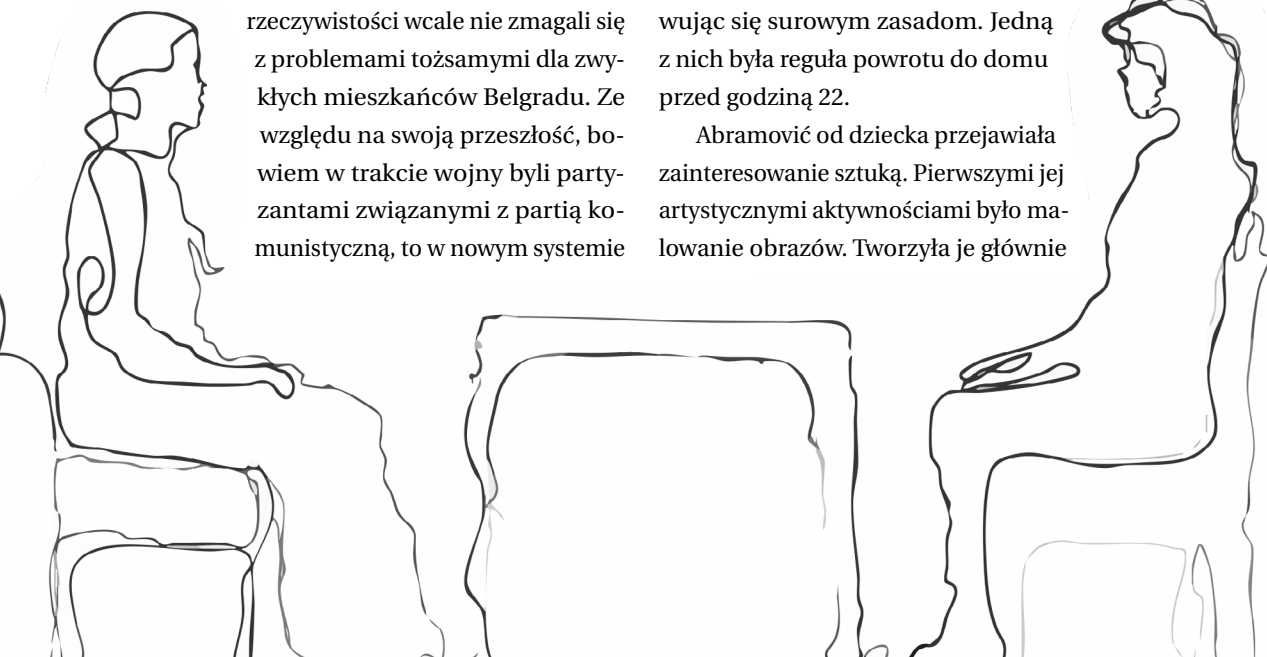 rzeczywistości wcale nie zmagali się
z problemami tożsamymi dla zwy-
kłych mieszkańców Belgradu. Ze
względu na swoją przeszłość, bo-
wiem w trakcie wojny byli party-
zantami związanymi z partią ko-
munistyczną, to w nowym systemie
wując się surowym zasadom. Jedną
z nich była reguła powrotu do domu
przed godziną 22.
Abramović od dziecka przejawiała
zainteresowanie sztuką. Pierwszymi jej
artystycznymi aktywnościami było ma-
lowanie obrazów. Tworzyła je głównie